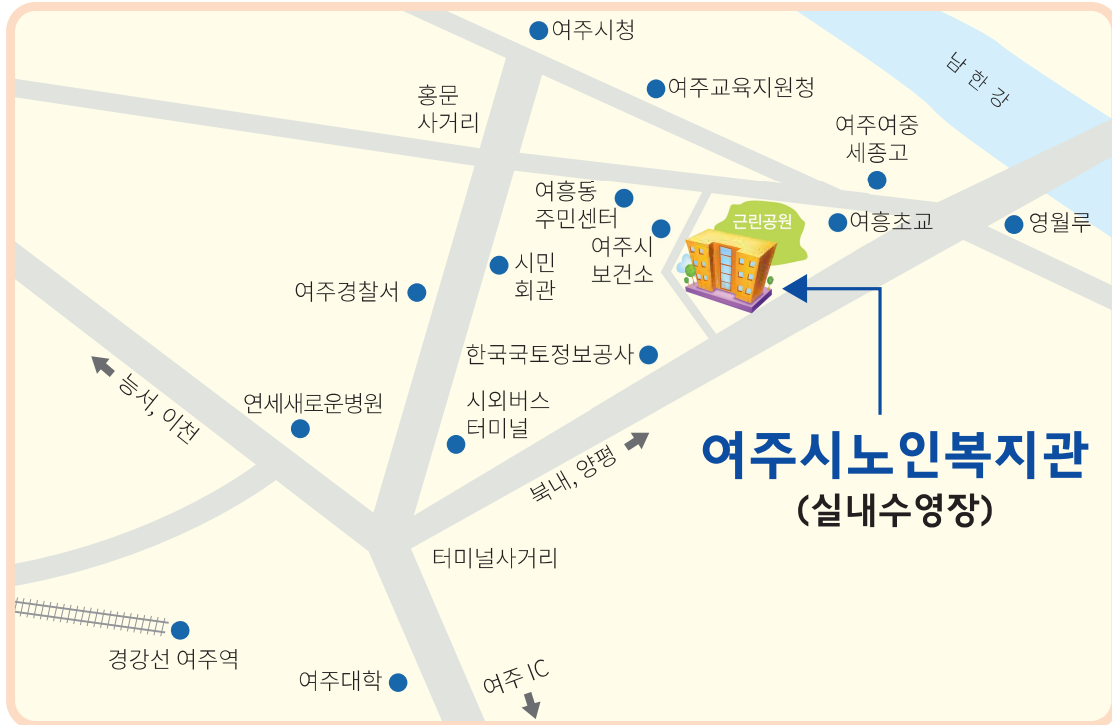 여주시청
여주교육지원청
남한강
홍문
사거리
여주여중
세종고
여흥동
주민센터
근린공원
여흥초교
영월루
여주시
보건소
시민
회관
여주경찰서
한국국토정보공사
능서, 이천
연세새로운병원
시외버스
터미널
북내, 양평
여주시노인복지관
(실내수영장)
터미널사거리
경강선 여주역
여주대학
여주 IC